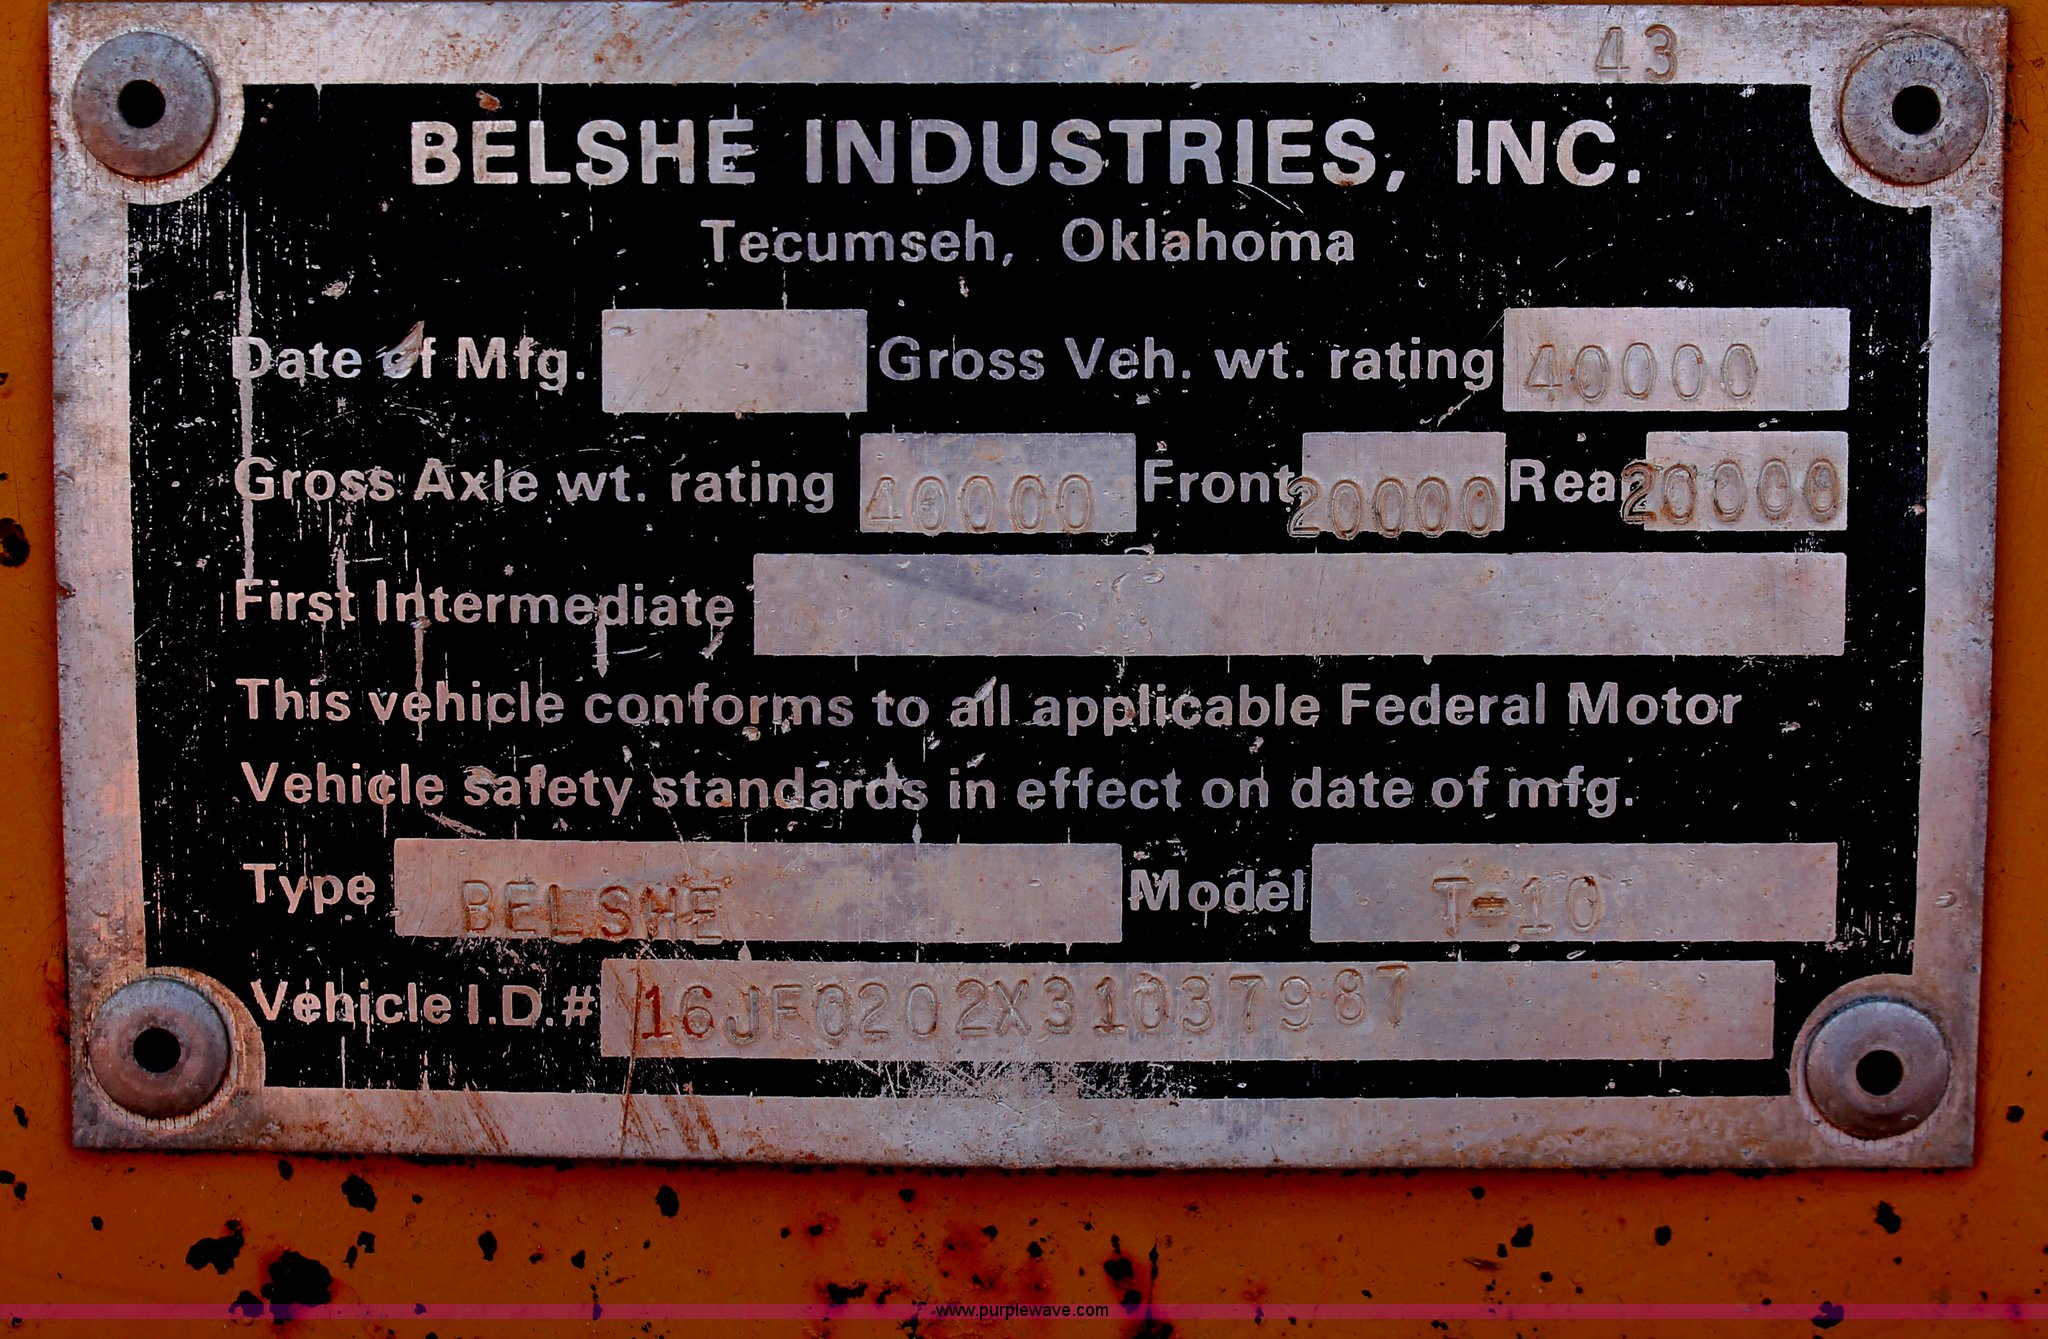 43
BELSHE INDUSTRIES, INC.
Tecumseh, Oklahoma
Date of Mfg. Gross Veh. wt. rating 40000
Gross Axle wt. rating 40000 Front 20000 Rear 20000
First Intermediate
This vehicle conforms to all applicable Federal Motor
Vehicle safety standards in effect on date of mfg.
Type BELSHE Model T-10
Vehicle I.D.# 16JF0202X31037987
www.purplewave.com